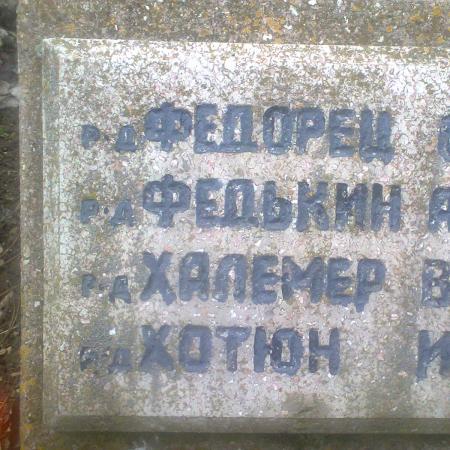 р·д ФЕДОРЕЦ
р·д ФЕДЬКИН А
р·д ХАЛЕМЕР В
р·д ХОТЮН И